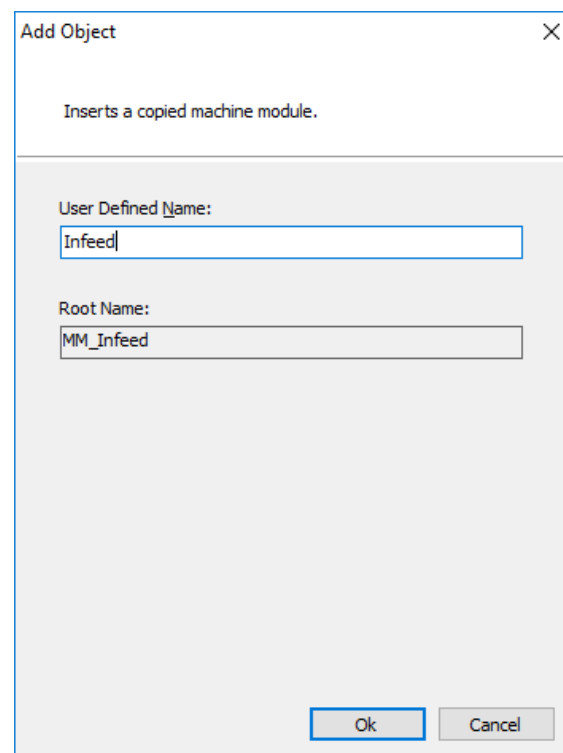 Add Object
Inserts a copied machine module.
User Defined Name:
Infeed
Root Name:
MM_Infeed
Ok
Cancel